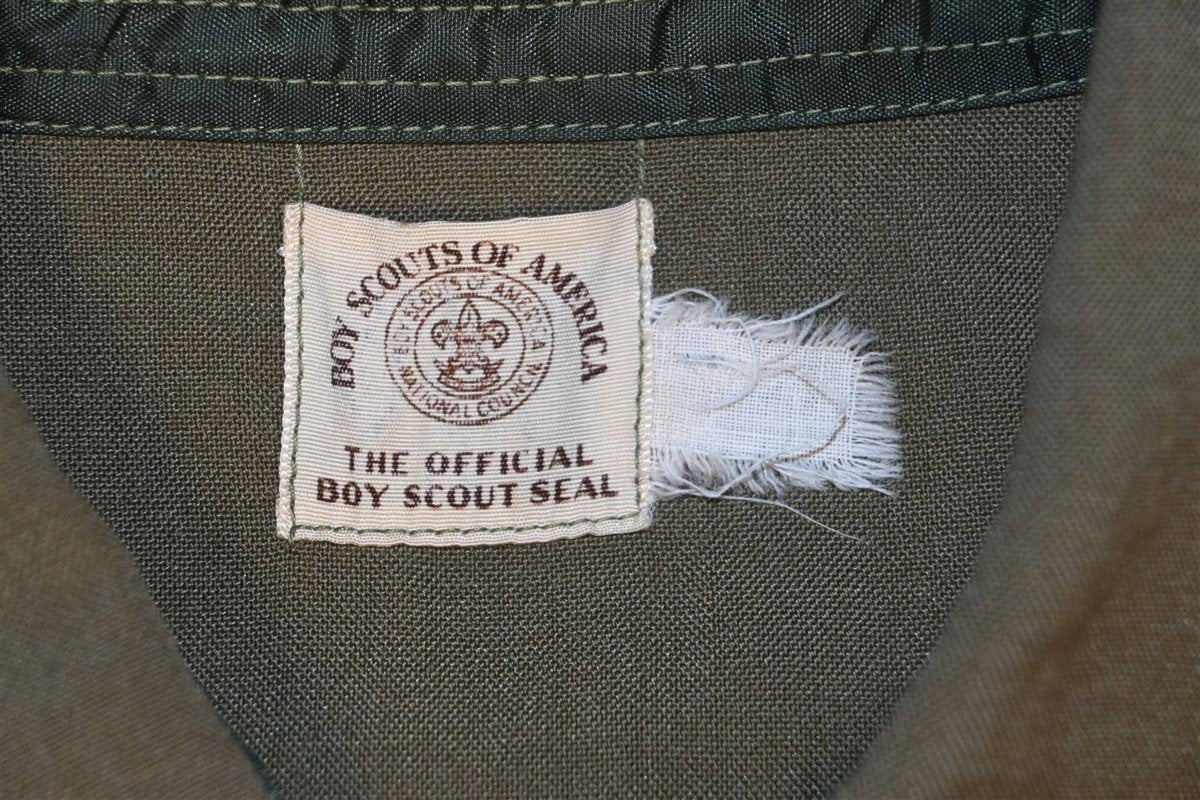 BOY SCOUTS OF AMERICA
BOY SCOUTS OF AMERICA
NATIONAL COUNCIL
THE OFFICIAL
BOY SCOUT SEAL